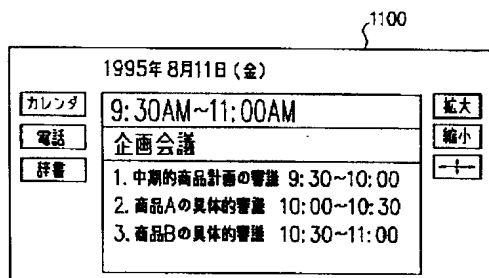 1100
1995年 8月11日(金)
カレンダ
電話
辞書
9:30AM~11:00AM
企画会議
1. 中期的商品計画の審議 9:30~10:00
2. 商品Aの具体的審議 10:00~10:30
3. 商品Bの具体的審議 10:30~11:00
拡大
縮小